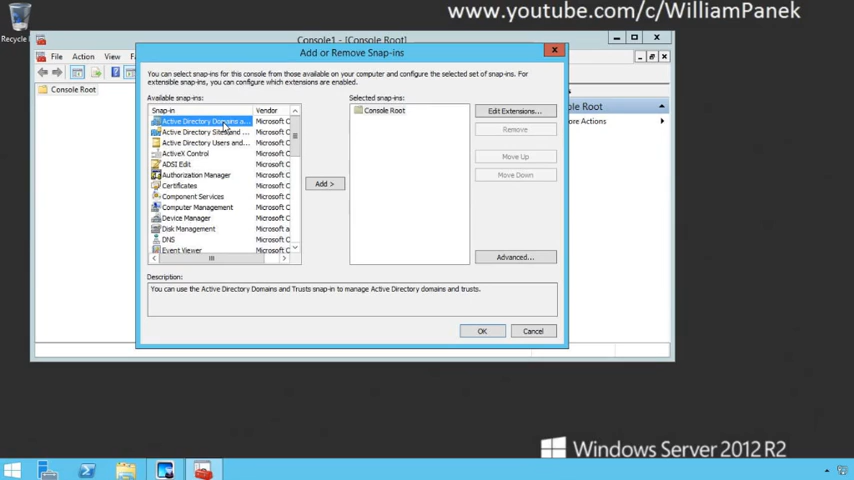 www.youtube.com/c/WilliamPanek
Recycle
Console1 - [Console Root]
File Action View
Console Root
Add or Remove Snap-ins
You can select snap-ins for this console from those available on your computer and configure the selected set of snap-ins. For
extensible snap-ins, you can configure which extensions are enabled.
Available snap-ins:
Snap-in Vendor
Active Directory Domains a... Microsoft C
Active Directory Sites and ... Microsoft C
Active Directory Users and... Microsoft C
ActiveX Control Microsoft C
ADSI Edit Microsoft C
Authorization Manager Microsoft C
Certificates Microsoft C
Component Services Microsoft C
Computer Management Microsoft C
Device Manager Microsoft C
Disk Management Microsoft a
DNS Microsoft C
Event Viewer Microsoft C
Add >
Selected snap-ins:
Console Root
Edit Extensions...
Remove
Move Up
Move Down
Advanced...
Description:
You can use the Active Directory Domains and Trusts snap-in to manage Active Directory domains and trusts.
OK Cancel
ole Root
ore Actions
Windows Server 2012 R2